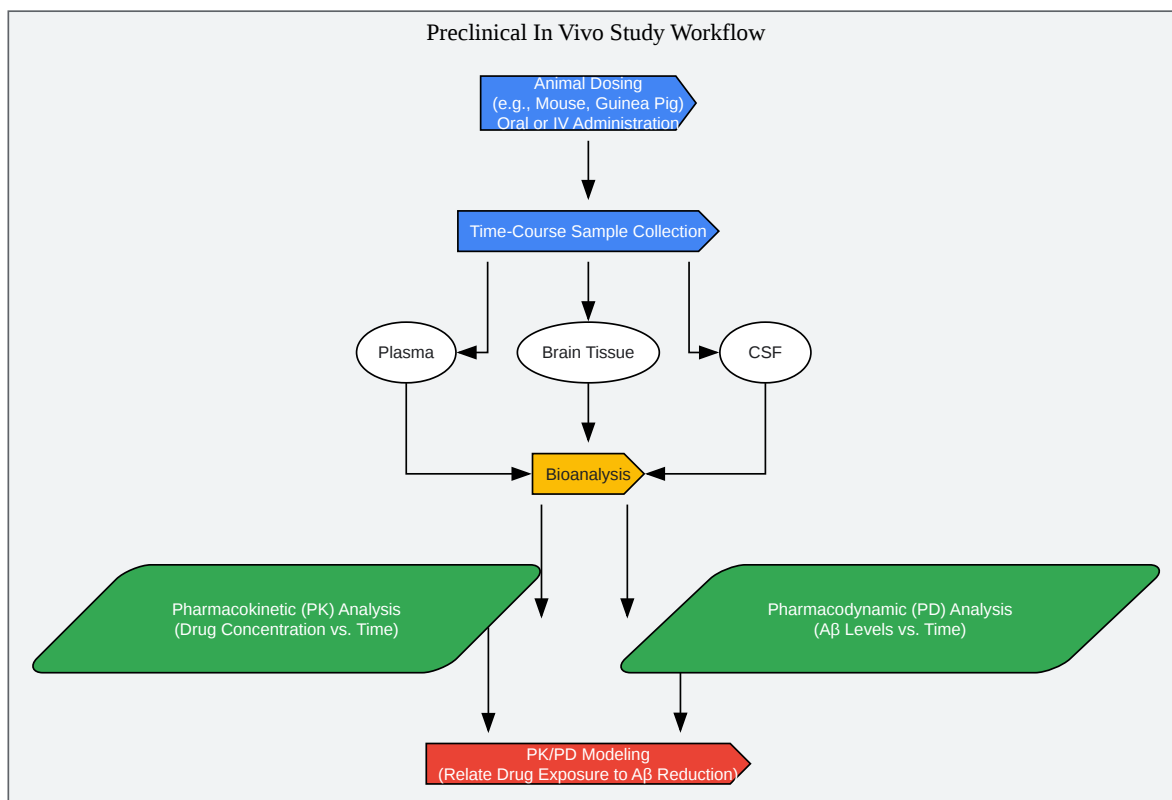 Preclinical In Vivo Study Workflow
Animal Dosing
(e.g., Mouse, Guinea Pig)
Oral or IV Administration
Time-Course Sample Collection
Plasma
Brain Tissue
CSF
Bioanalysis
Pharmacokinetic (PK) Analysis
(Drug Concentration vs. Time)
Pharmacodynamic (PD) Analysis
(Aβ Levels vs. Time)
PK/PD Modeling
(Relate Drug Exposure to Aβ Reduction)